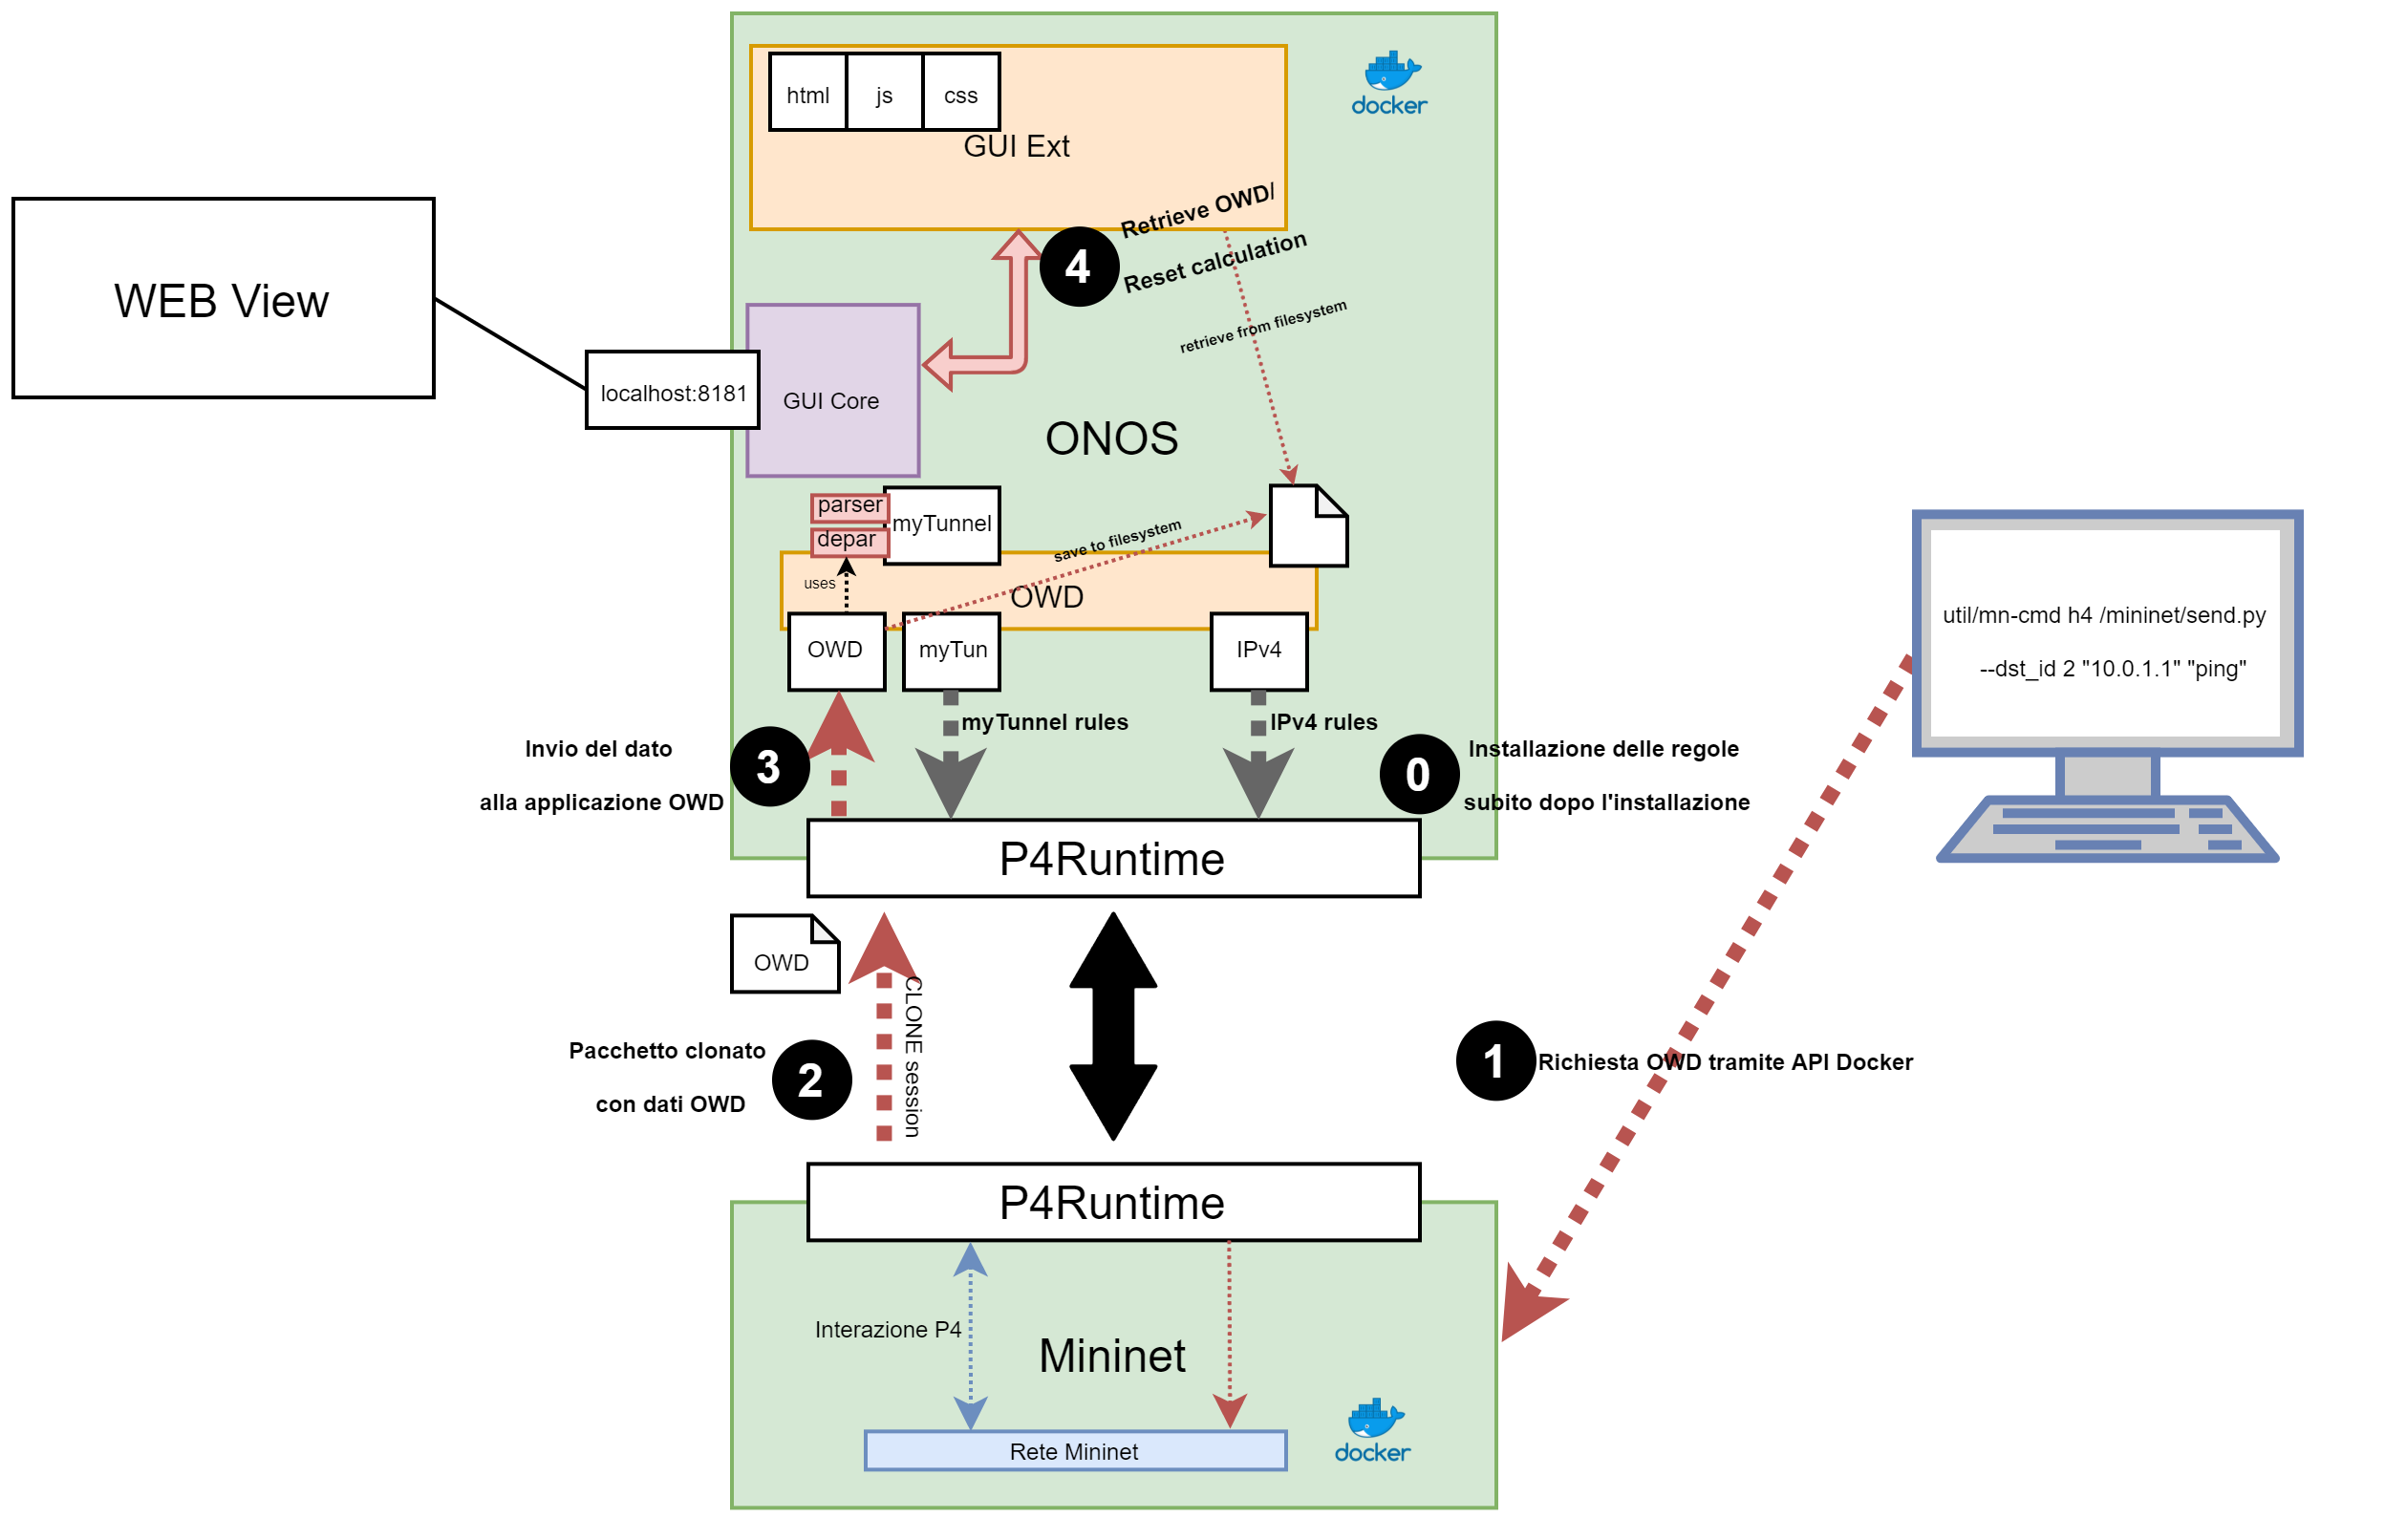 html
js
css
docker
GUI Ext
Retrieve OWD/
4
Reset calculation
WEB View
retrieve from filesystem
localhost:8181
GUI Core
ONOS
parser
myTunnel
depar
save to filesystem
uses
OWD
OWD
myTun
IPv4
util/mn-cmd h4 /mininet/send.py
--dst_id 2 "10.0.1.1" "ping"
myTunnel rules
IPv4 rules
3
Invio del dato
alla applicazione OWD
0
Installazione delle regole
subito dopo l'installazione
P4Runtime
OWD
CLONE session
2
Pacchetto clonato
con dati OWD
1
Richiesta OWD tramite API Docker
P4Runtime
Interazione P4
Mininet
docker
Rete Mininet